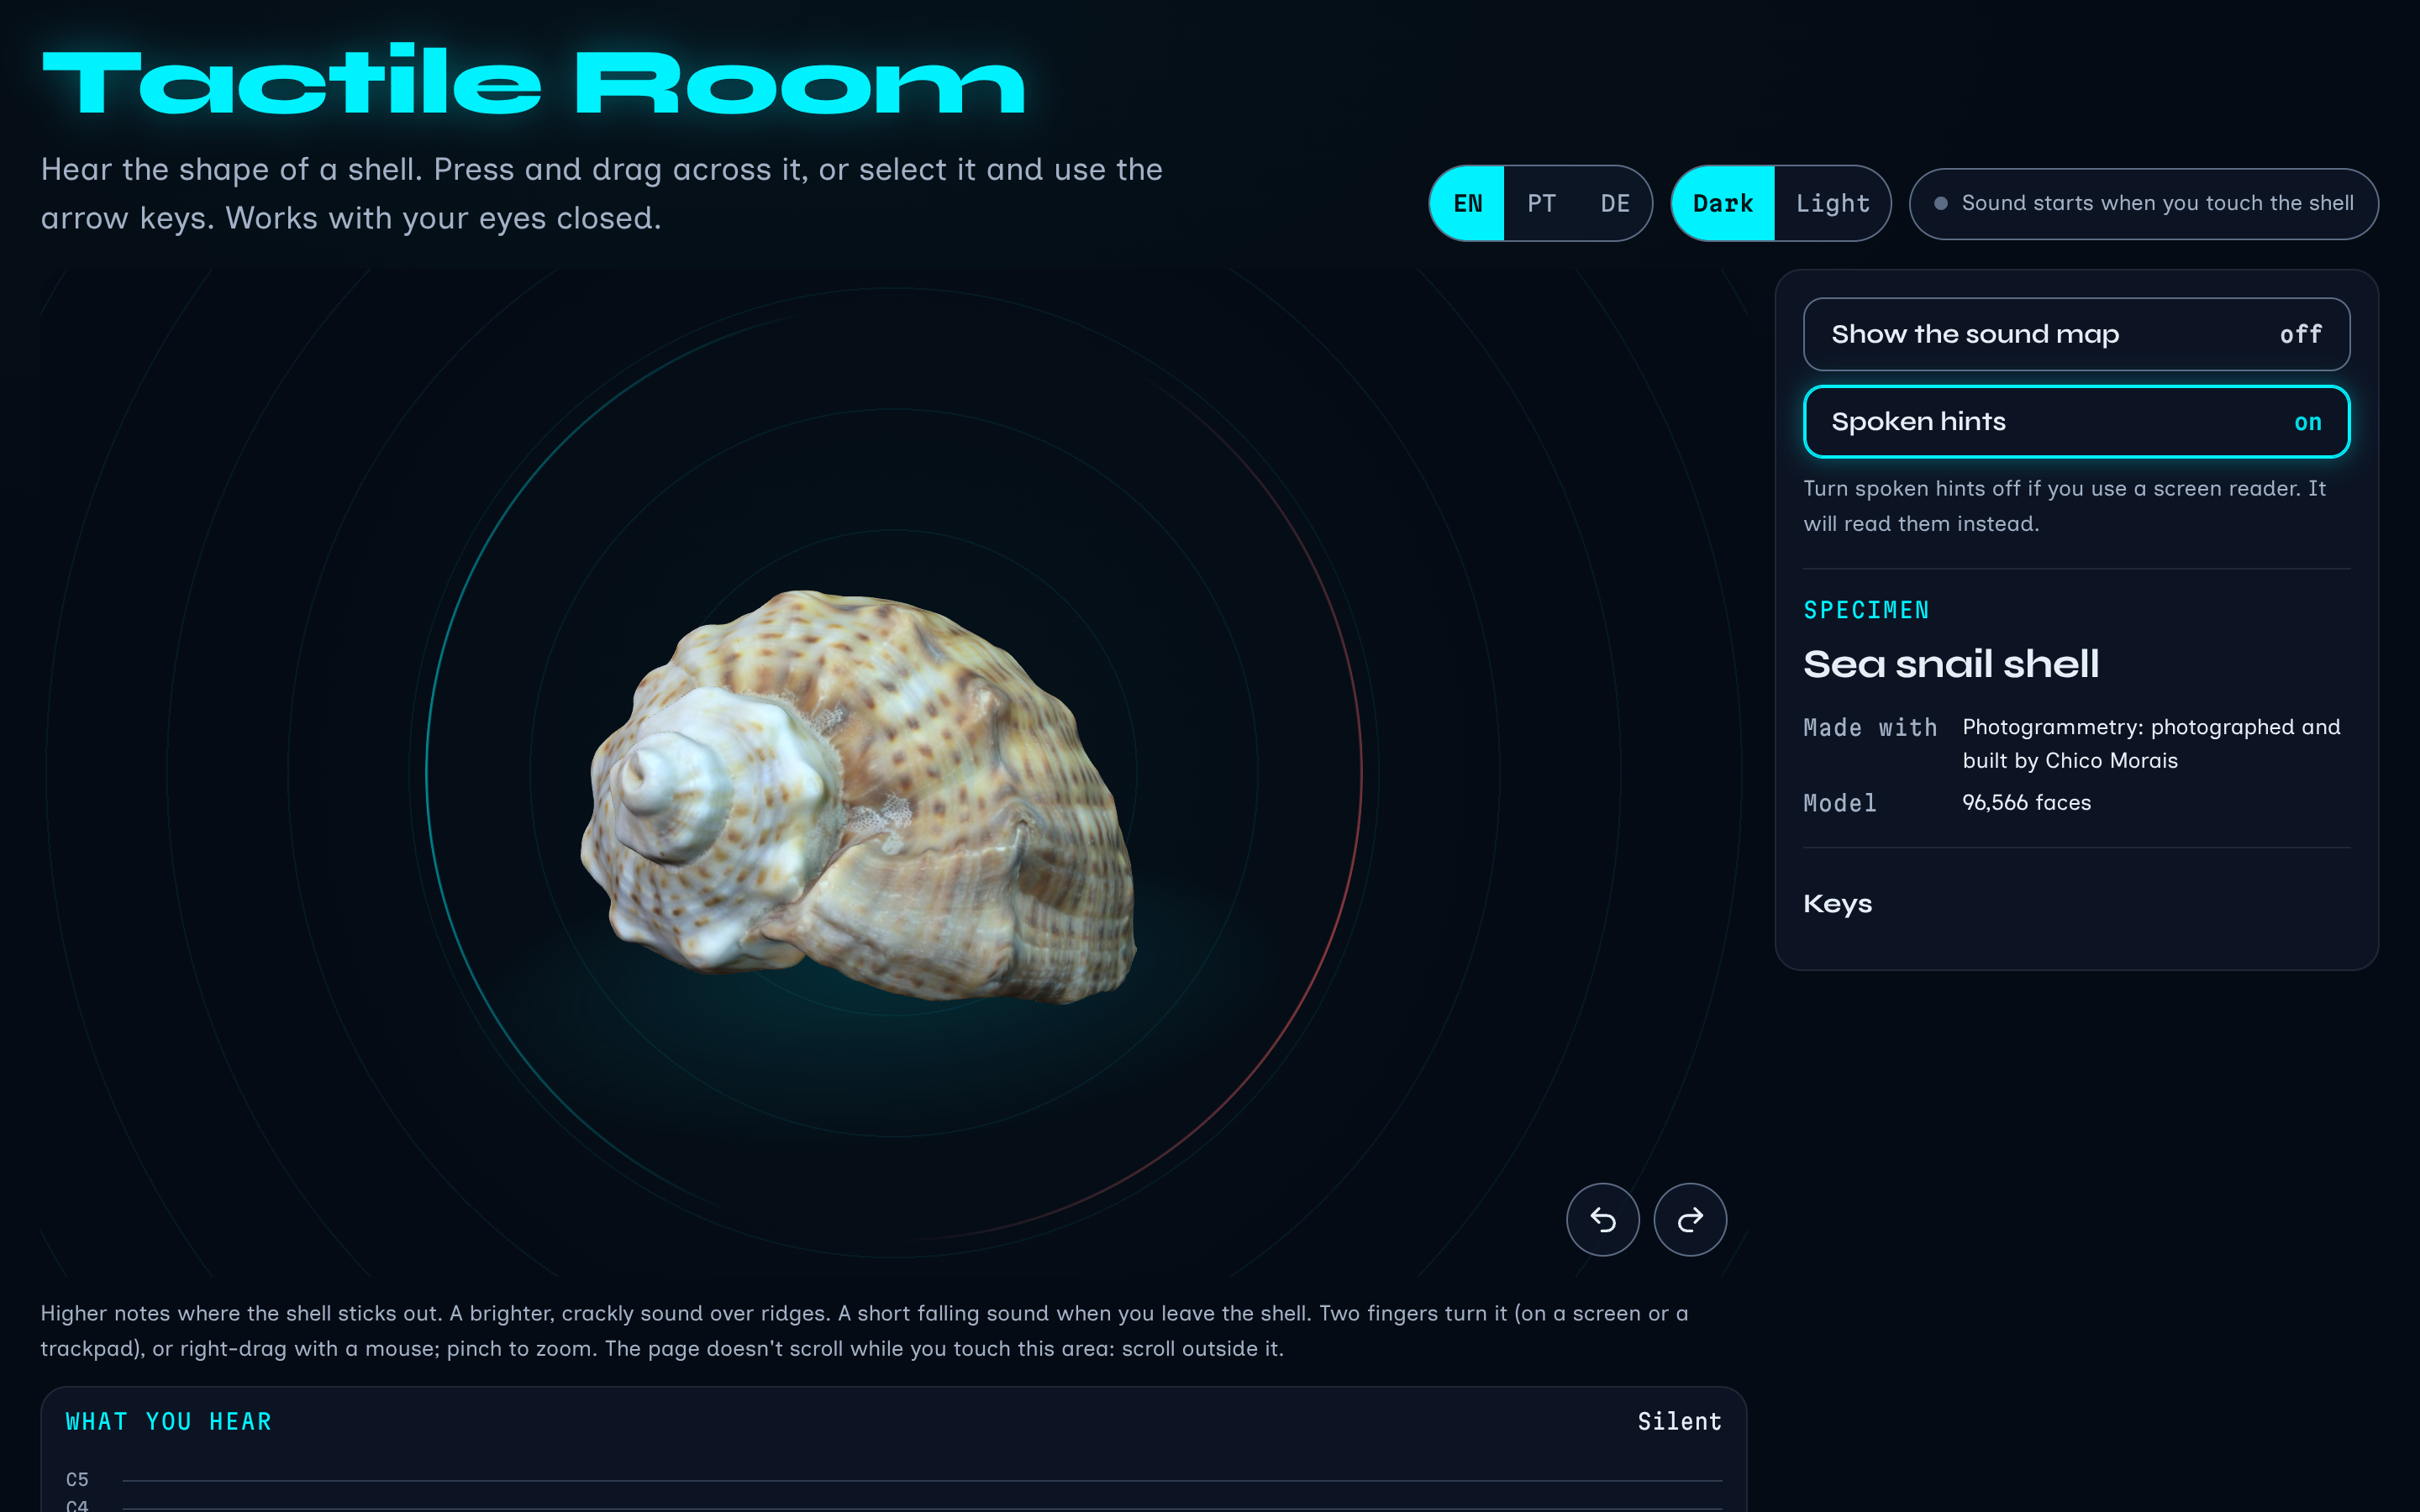 Tactile Room
Hear the shape of a shell. Press and drag across it, or select it and use the
arrow keys. Works with your eyes closed.
EN PT DE
Dark Light
Sound starts when you touch the shell
Show the sound map off
Spoken hints on
Turn spoken hints off if you use a screen reader. It
will read them instead.
SPECIMEN
Sea snail shell
Made with Photogrammetry: photographed and
built by Chico Morais
Model 96,566 faces
Keys
Higher notes where the shell sticks out. A brighter, crackly sound over ridges. A short falling sound when you leave the shell. Two fingers turn it (on a screen or a
trackpad), or right-drag with a mouse; pinch to zoom. The page doesn't scroll while you touch this area: scroll outside it.
WHAT YOU HEAR Silent
C5
C4